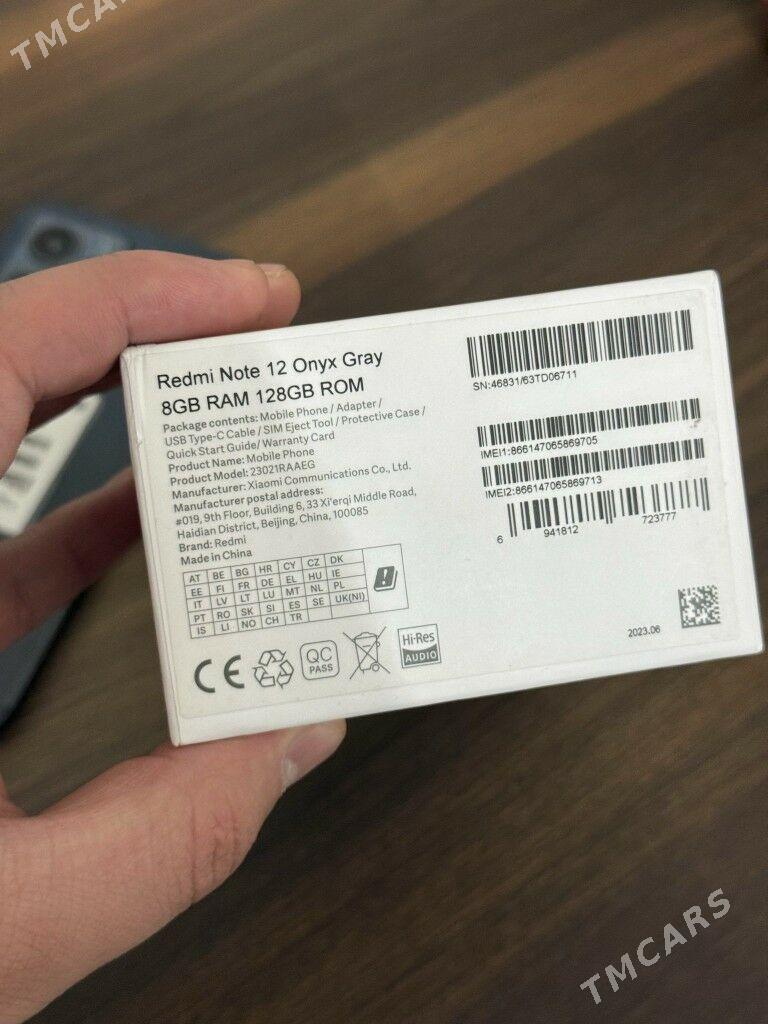 TMCARS
Redmi Note 12 Onyx Gray
8GB RAM 128GB ROM
Package contents: Mobile Phone / Adapter /
USB Type-C Cable / SIM Eject Tool / Protective Case /
Quick Start Guide/ Warranty Card
Product Name: Mobile Phone
Product Model: 23021RAAEG
Manufacturer: Xiaomi Communications Co., Ltd.
Manufacturer postal address:
#019, 9th Floor, Building 6, 33 Xi'erqi Middle Road,
Haidian District, Beijing, China, 100085
Brand: Redmi
Made in China
AT BE BG HR CY CZ DK
EE FI FR DE EL HU IE
IT LV LT LU MT NL PL
PT RO SK SI ES SE UK(NI)
IS LI NO CH TR
CE
QC
PASS
Hi-Res
AUDIO
SN:46831/63TD06711
IMEI1:866147065869705
IMEI2:866147065869713
6 941812 723777
2023.06
TMCARS